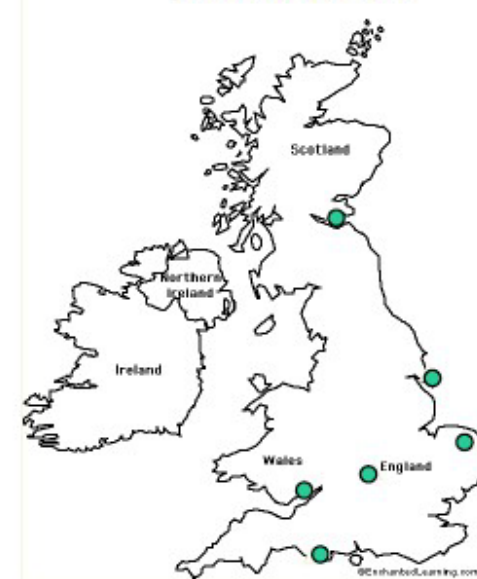 Scotland
Northern
Ireland
Ireland
Wales
England
©EnchantedLearning.com